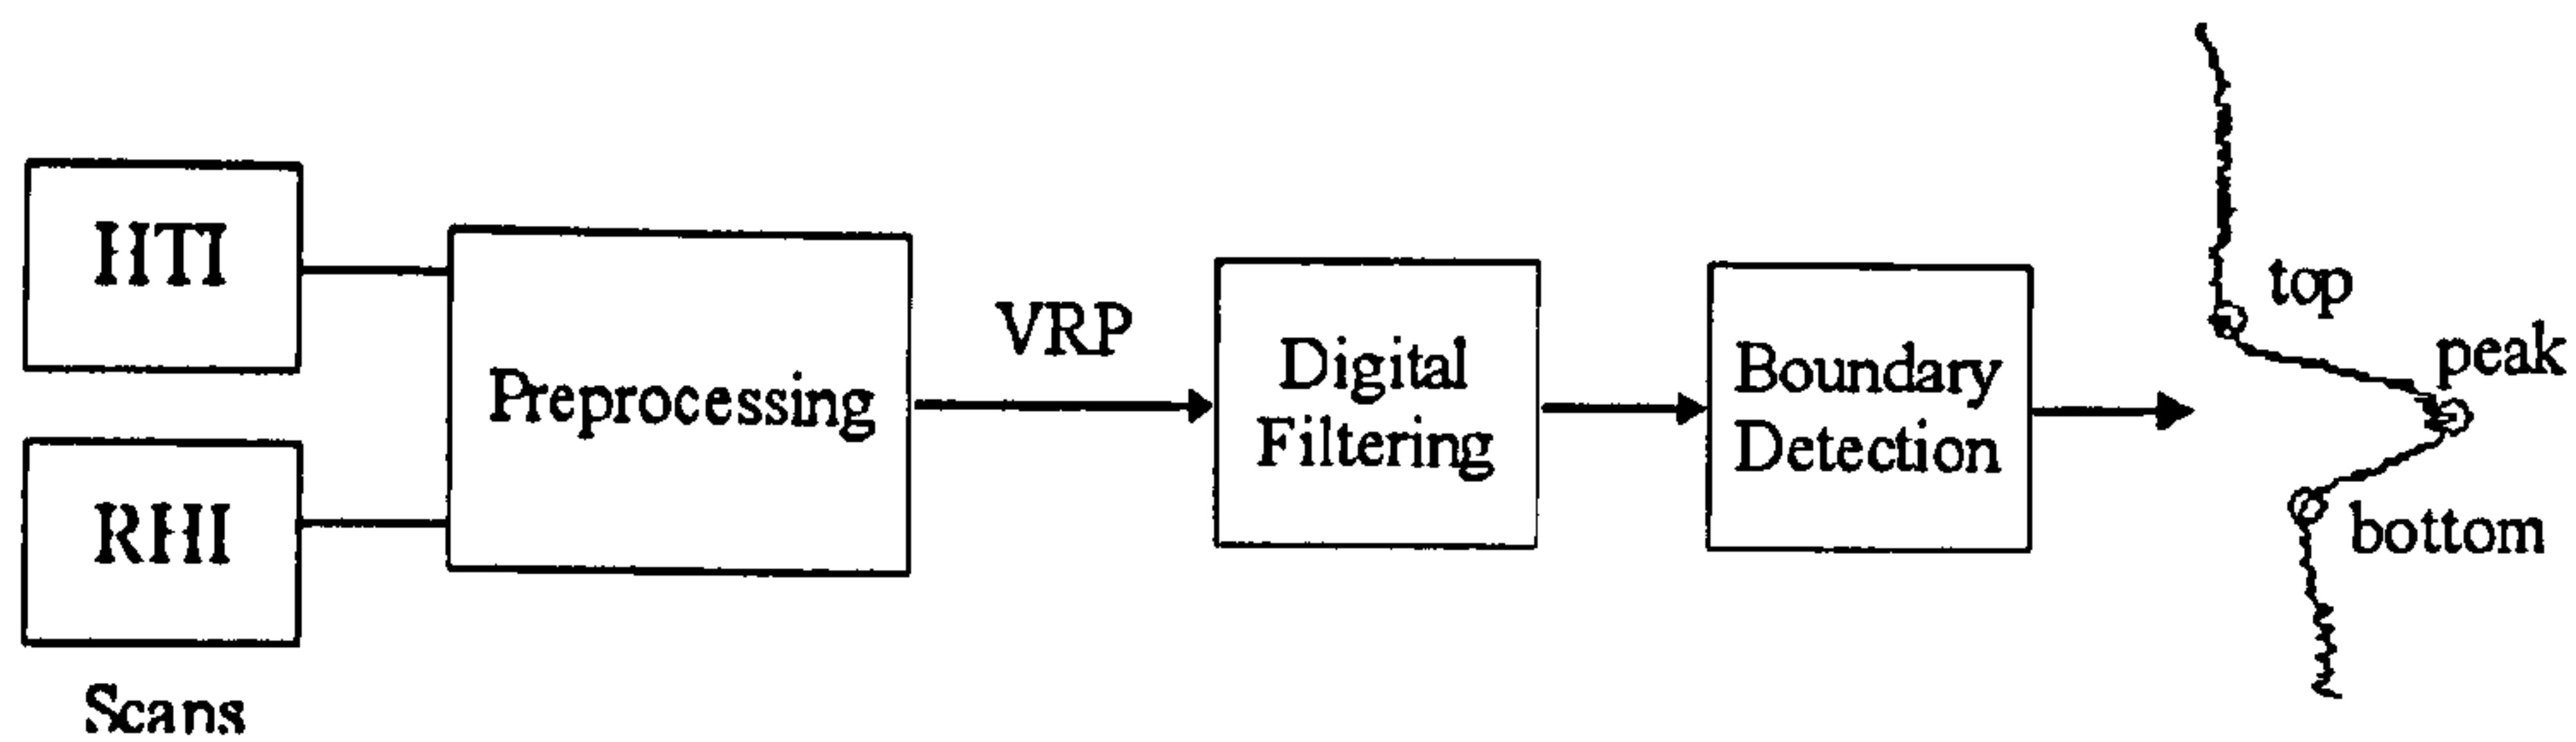 HTI
RHI
Scans
Preprocessing
VRP
Digital
Filtering
Boundary
Detection
top
peak
bottom